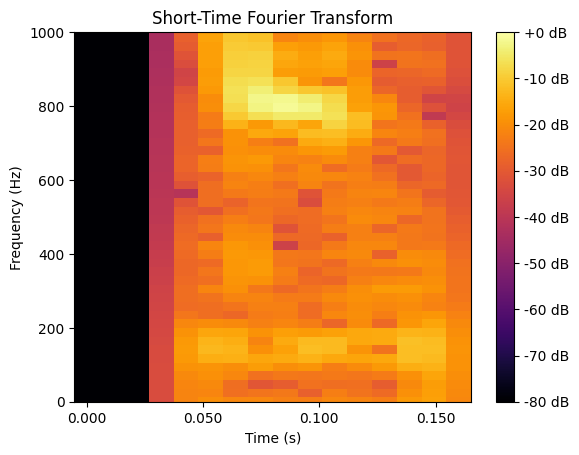 Short-Time Fourier Transform
Frequency (Hz)
1000
800
600
400
200
0
0.000
0.050
0.100
0.150
Time (s)
+0 dB
-10 dB
-20 dB
-30 dB
-40 dB
-50 dB
-60 dB
-70 dB
-80 dB